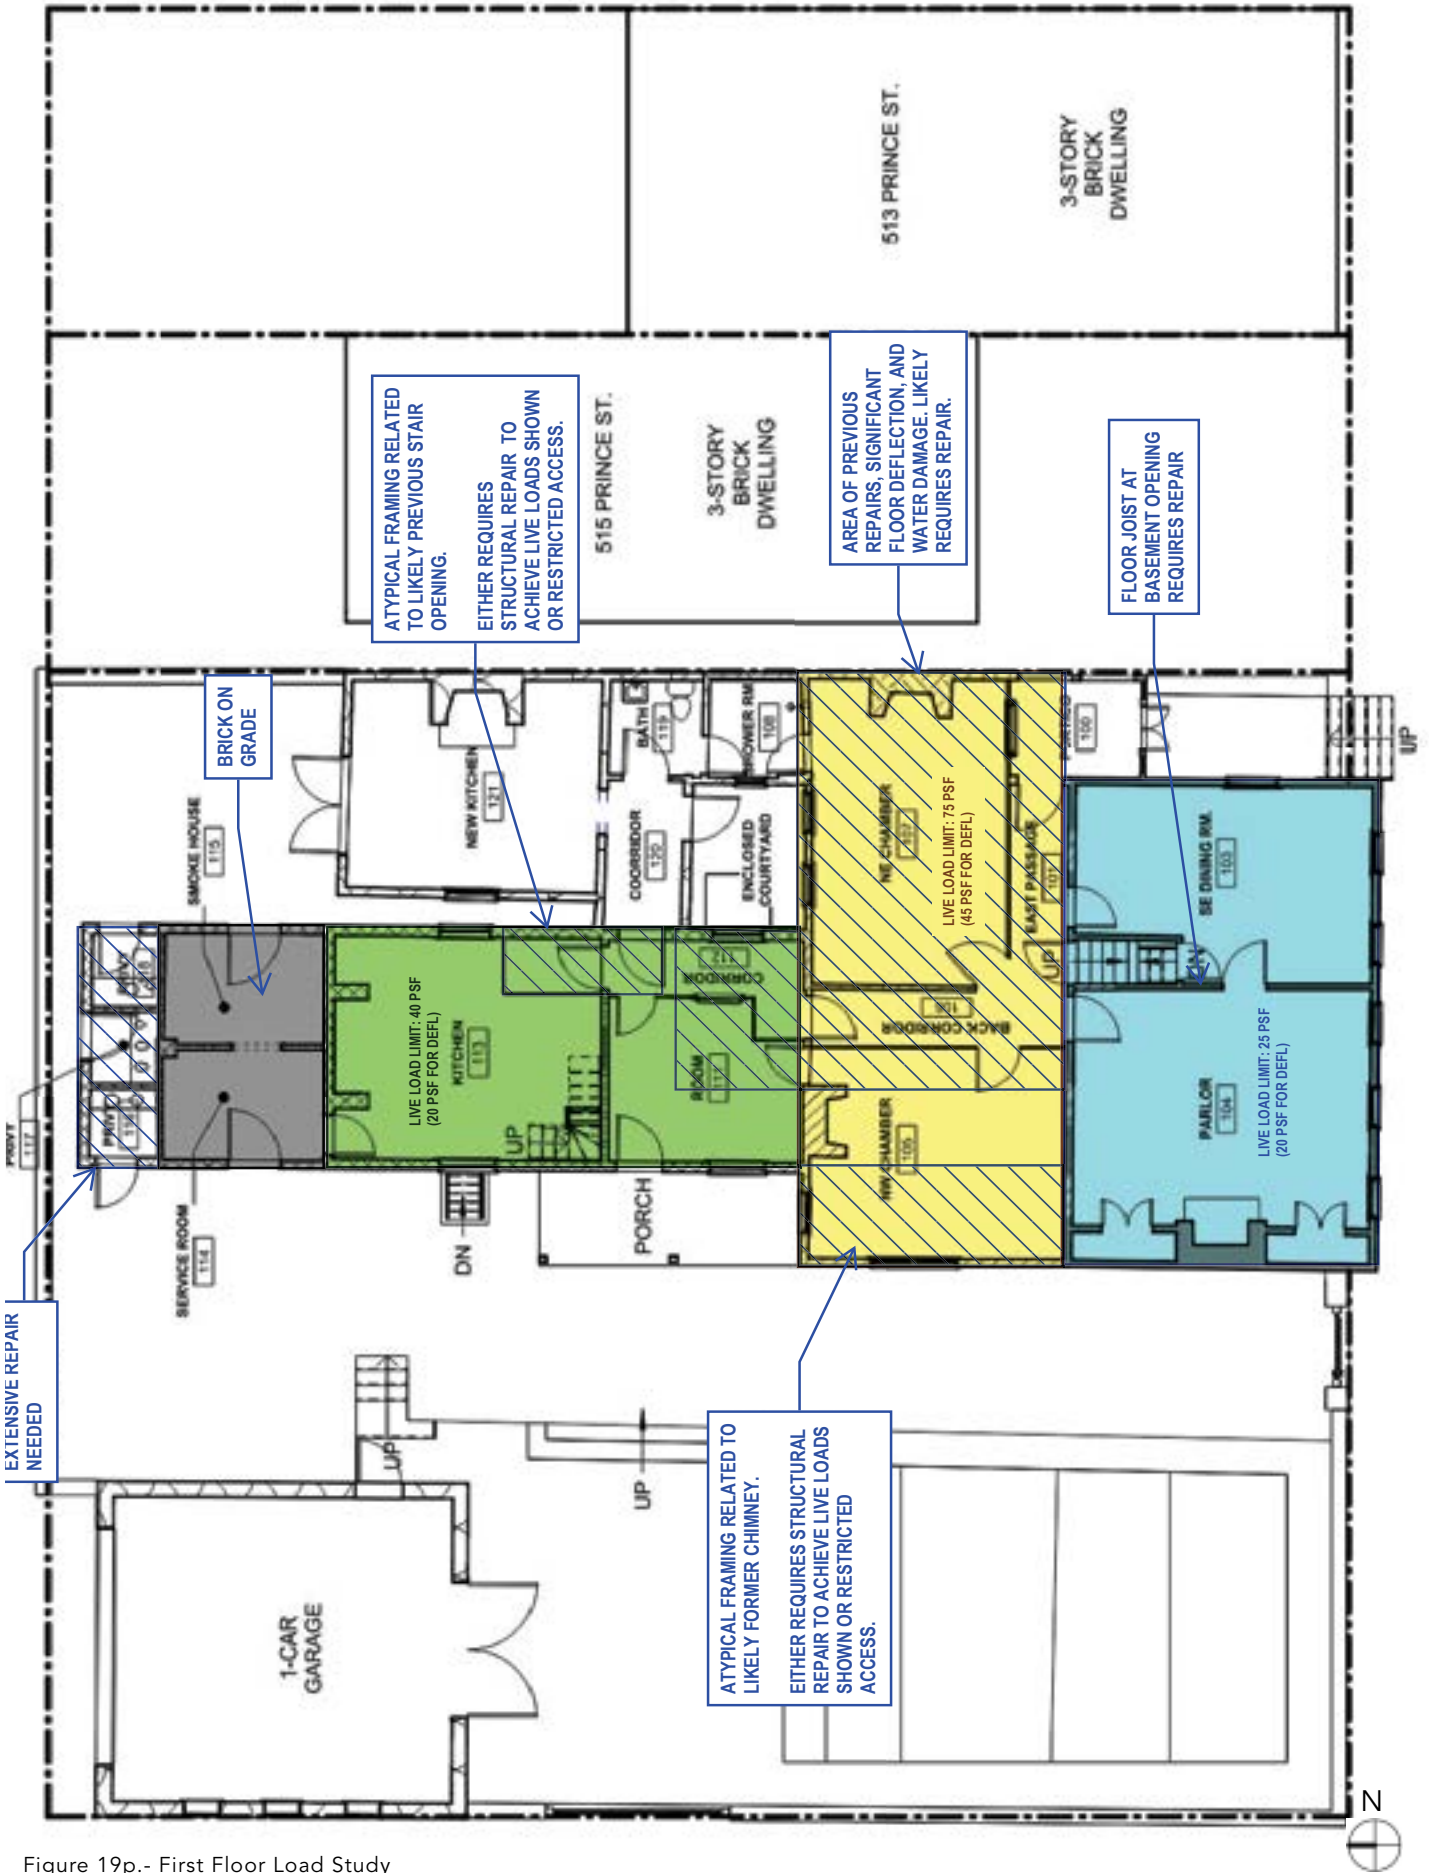 513 PRINCE ST.
3-STORY
BRICK
DWELLING
515 PRINCE ST.
3-STORY
BRICK
DWELLING
ATYPICAL FRAMING RELATED
TO LIKELY PREVIOUS STAIR
OPENING.
EITHER REQUIRES
STRUCTURAL REPAIR TO
ACHIEVE LIVE LOADS SHOWN
OR RESTRICTED ACCESS.
AREA OF PREVIOUS
REPAIRS, SIGNIFICANT
FLOOR DEFLECTION, AND
WATER DAMAGE. LIKELY
REQUIRES REPAIR.
FLOOR JOIST AT
BASEMENT OPENING
REQUIRES REPAIR
BRICK ON
GRADE
SMOKE HOUSE
115
NEW KITCHEN
121
BATH
119
SHOWER RM.
108
COORRIDOR
120
ENCLOSED
COURTYARD
100
UP
NE CHAMBER
107
LIVE LOAD LIMIT: 75 PSF
(45 PSF FOR DEFL)
EAST PASSAGE
101
UP
SE DINING RM.
103
CORRIDOR
112
BACK CORRIDOR
106
KITCHEN
113
LIVE LOAD LIMIT: 40 PSF
(20 PSF FOR DEFL)
UP
ROOM
111
NW CHAMBER
105
PARLOR
104
LIVE LOAD LIMIT: 25 PSF
(20 PSF FOR DEFL)
PRIVY
PRIVY
117
SERVICE ROOM
114
DN
PORCH
EXTENSIVE REPAIR
NEEDED
UP
UP
1-CAR
GARAGE
ATYPICAL FRAMING RELATED TO
LIKELY FORMER CHIMNEY.
EITHER REQUIRES STRUCTURAL
REPAIR TO ACHIEVE LIVE LOADS
SHOWN OR RESTRICTED
ACCESS.
N
Figure 19p.- First Floor Load Study